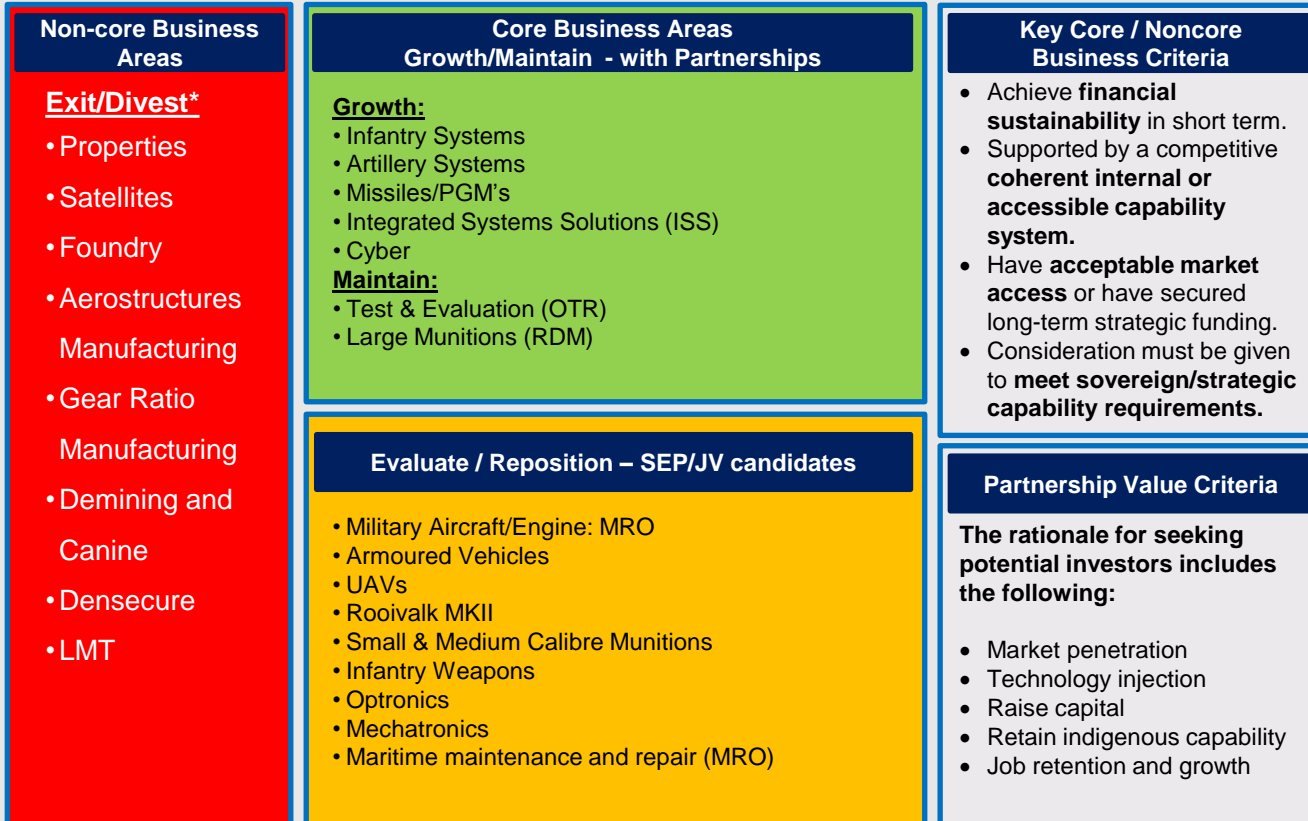 Non-core Business
Areas
Exit/Divest*
• Properties
• Satellites
• Foundry
• Aerostructures
Manufacturing
• Gear Ratio
Manufacturing
• Demining and
Canine
• Densecure
• LMT
Core Business Areas
Growth/Maintain - with Partnerships
Growth:
• Infantry Systems
• Artillery Systems
• Missiles/PGM’s
• Integrated Systems Solutions (ISS)
• Cyber
Maintain:
• Test & Evaluation (OTR)
• Large Munitions (RDM)
Evaluate / Reposition – SEP/JV candidates
• Military Aircraft/Engine: MRO
• Armoured Vehicles
• UAVs
• Rooivalk MKII
• Small & Medium Calibre Munitions
• Infantry Weapons
• Optronics
• Mechatronics
• Maritime maintenance and repair (MRO)
Key Core / Noncore
Business Criteria
• Achieve financial
sustainability in short term.
• Supported by a competitive
coherent internal or
accessible capability
system.
• Have acceptable market
access or have secured
long-term strategic funding.
• Consideration must be given
to meet sovereign/strategic
capability requirements.
Partnership Value Criteria
The rationale for seeking
potential investors includes
the following:
• Market penetration
• Technology injection
• Raise capital
• Retain indigenous capability
• Job retention and growth